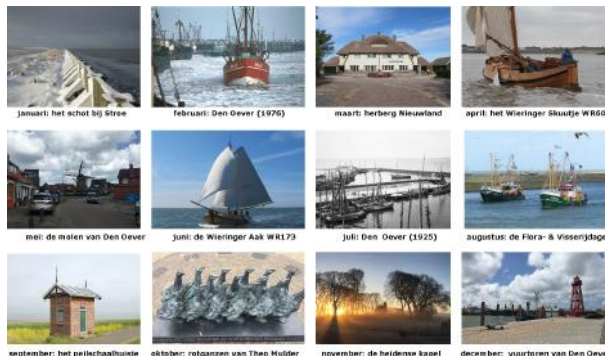 januari: het schot bij Stroe
februari: Den Oever (1976)
maart: herberg Nieuwland
april: het Wieringer Skuutje WR60
mei: de molen van Den Oever
juni: de Wieringer Aak WR173
juli: Den Oever (1925)
augustus: de Flora- & Visserijdage
september: het peilschaalhuisje
oktober: rotganzen van Theo Mulder
november: de heidense kapel
december: vuurtoren van Den Oeve